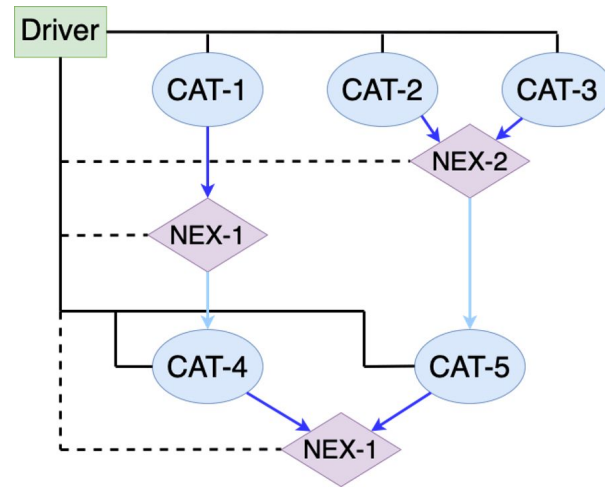 Driver
CAT-1
CAT-2
CAT-3
NEX-2
NEX-1
CAT-4
CAT-5
NEX-1